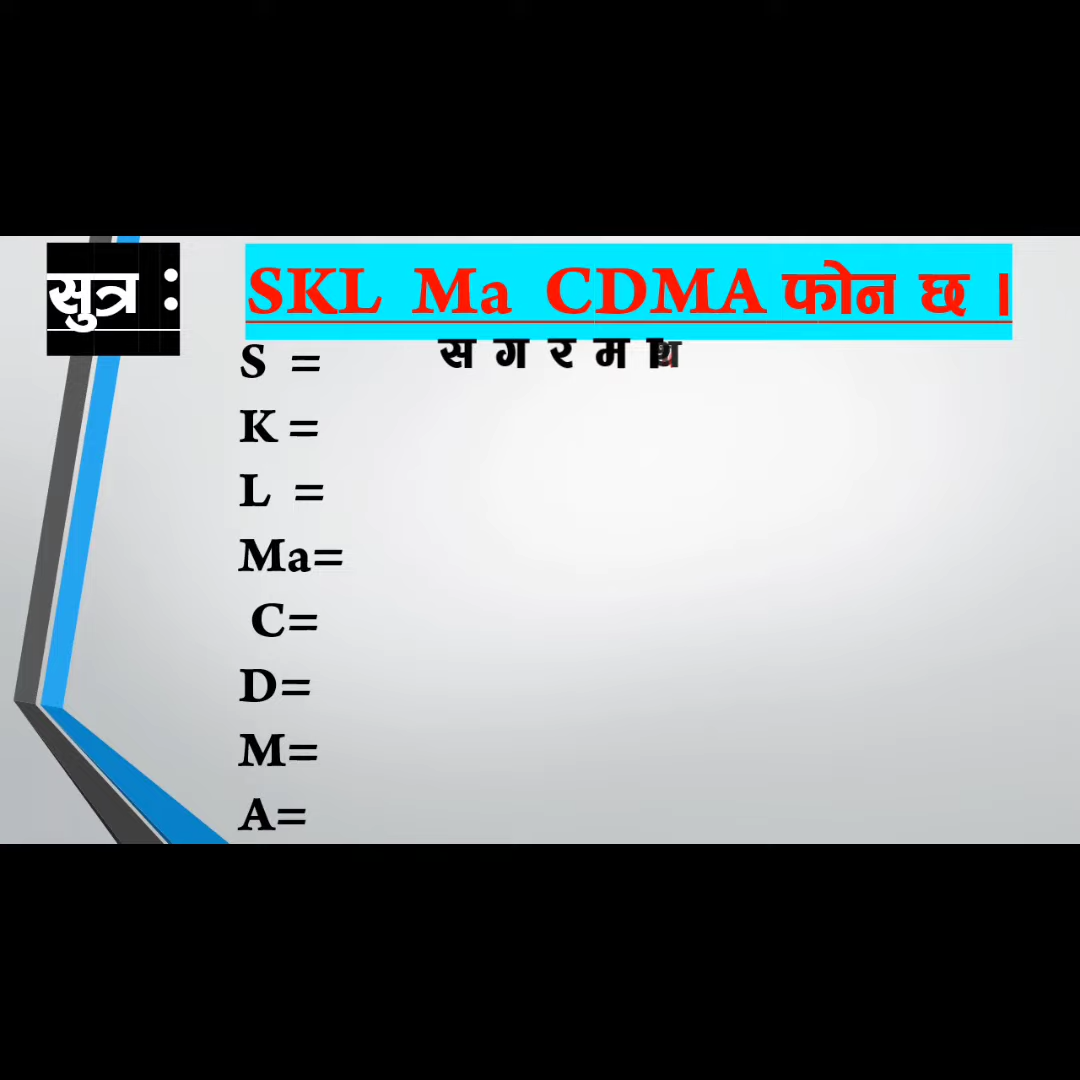 सुत्र : SKL Ma CDMA फोन छ ।
S = स ग र म ा थ
K =
L =
Ma=
C=
D=
M=
A=